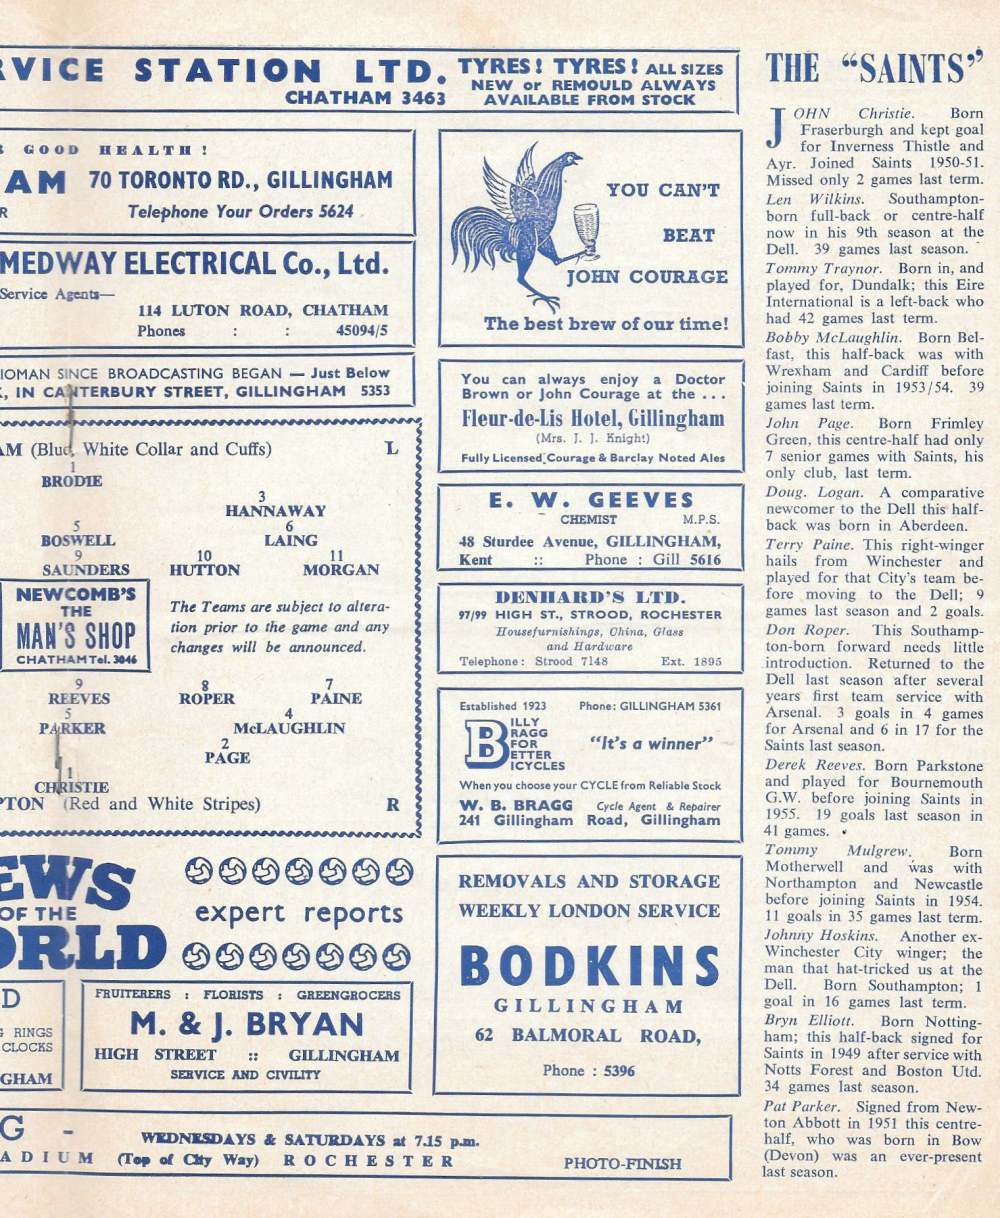 RVICE STATION LTD.
CHATHAM 3463
TYRES! TYRES! ALL SIZES
NEW or REMOULD ALWAYS
AVAILABLE FROM STOCK
R GOOD HEALTH!
AM 70 TORONTO RD., GILLINGHAM
R Telephone Your Orders 5624
MEDWAY ELECTRICAL Co., Ltd.
Service Agents—
114 LUTON ROAD, CHATHAM
Phones : : 45094/5
IOMAN SINCE BROADCASTING BEGAN — Just Below
K, IN CANTERBURY STREET, GILLINGHAM 5353
AM (Blue, White Collar and Cuffs) L
1
BRODIE
3
HANNAWAY
5 6
BOSWELL LAING
9 10 11
SAUNDERS HUTTON MORGAN
NEWCOMB'S
THE
MAN'S SHOP
CHATHAM Tel. 3046
The Teams are subject to altera-
tion prior to the game and any
changes will be announced.
9 8 7
REEVES ROPER PAINE
5 4
PARKER McLAUGHLIN
2
PAGE
1
CHRISTIE
PTON (Red and White Stripes) R
EWS
OF THE
ORLD
expert reports
D
G RINGS
CLOCKS
GHAM
FRUITERERS : FLORISTS : GREENGROCERS
M. & J. BRYAN
HIGH STREET :: GILLINGHAM
SERVICE AND CIVILITY
G -
ADIUM
WEDNESDAYS & SATURDAYS at 7.15 p.m.
(Top of City Way) ROCHESTER
PHOTO-FINISH
YOU CAN'T
BEAT
JOHN COURAGE
The best brew of our time!
You can always enjoy a Doctor
Brown or John Courage at the ...
Fleur-de-Lis Hotel, Gillingham
(Mrs. J. J. Knight)
Fully Licensed Courage & Barclay Noted Ales
E. W. GEEVES
CHEMIST M.P.S.
48 Sturdee Avenue, GILLINGHAM,
Kent :: Phone : Gill 5616
DENHARD'S LTD.
97/99 HIGH ST., STROOD, ROCHESTER
Housefurnishings, China, Glass
and Hardware
Telephone: Strood 7148 Ext. 1895
Established 1923 Phone: GILLINGHAM 5361
BILLY
BRAGG
FOR
BETTER
BICYCLES
"It's a winner"
When you choose your CYCLE from Reliable Stock
W. B. BRAGG Cycle Agent & Repairer
241 Gillingham Road, Gillingham
REMOVALS AND STORAGE
WEEKLY LONDON SERVICE
BODKINS
GILLINGHAM
62 BALMORAL ROAD,
Phone : 5396
THE "SAINTS"
JOHN Christie. Born
Fraserburgh and kept goal
for Inverness Thistle and
Ayr. Joined Saints 1950-51.
Missed only 2 games last term.
Len Wilkins. Southampton-
born full-back or centre-half
now in his 9th season at the
Dell. 39 games last season.
Tommy Traynor. Born in, and
played for, Dundalk; this Eire
International is a left-back who
had 42 games last term.
Bobby McLaughlin. Born Bel-
fast, this half-back was with
Wrexham and Cardiff before
joining Saints in 1953/54. 39
games last term.
John Page. Born Frimley
Green, this centre-half had only
7 senior games with Saints, his
only club, last term.
Doug. Logan. A comparative
newcomer to the Dell this half-
back was born in Aberdeen.
Terry Paine. This right-winger
hails from Winchester and
played for that City's team be-
fore moving to the Dell; 9
games last season and 2 goals.
Don Roper. This Southamp-
ton-born forward needs little
introduction. Returned to the
Dell last season after several
years first team service with
Arsenal. 3 goals in 4 games
for Arsenal and 6 in 17 for the
Saints last season.
Derek Reeves. Born Parkstone
and played for Bournemouth
G.W. before joining Saints in
1955. 19 goals last season in
41 games.
Tommy Mulgrew. Born
Motherwell and was with
Northampton and Newcastle
before joining Saints in 1954.
11 goals in 35 games last term.
Johnny Hoskins. Another ex-
Winchester City winger; the
man that hat-tricked us at the
Dell. Born Southampton; 1
goal in 16 games last term.
Bryn Elliott. Born Notting-
ham; this half-back signed for
Saints in 1949 after service with
Notts Forest and Boston Utd.
34 games last season.
Pat Parker. Signed from New-
ton Abbott in 1951 this centre-
half, who was born in Bow
(Devon) was an ever-present
last season.